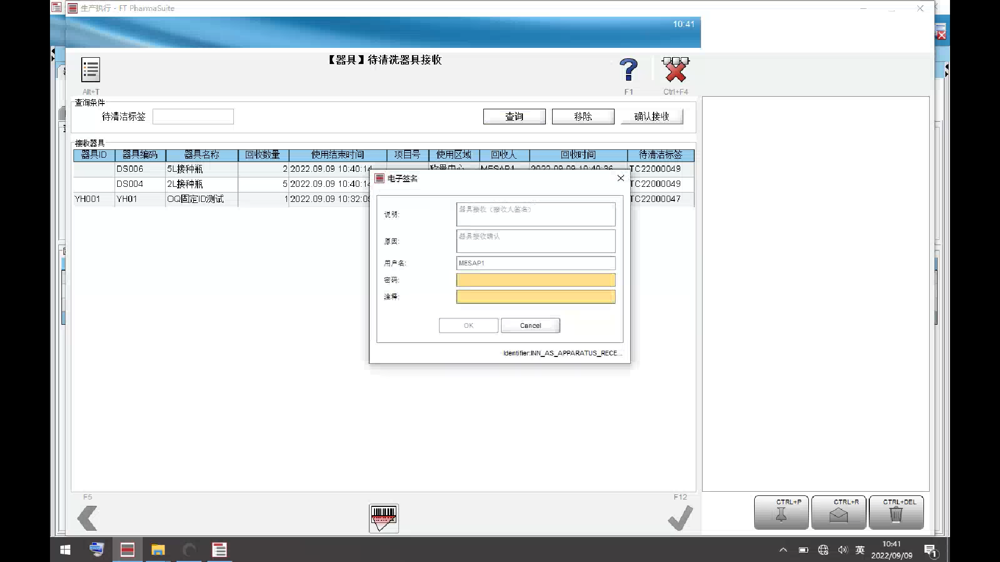 生产执行 - FT PharmaSuite
10:41
【器具】待清洗器具接收
Alt+T
F1
Ctrl+F4
查询条件
待清洁标签
查询
移除
确认接收
接收器具
器具ID 器具编码 器具名称 回收数量 使用结束时间 项目号 使用区域 回收人 回收时间 待清洁标签
DS006 5L接种瓶 2 2022.09.09 10:40:14 称量中心 MESAP1 2022.09.09 10:40:36 TC22000049
DS004 2L接种瓶 5 2022.09.09 10:40:14 TC22000049
YH001 YH01 OQ固定ID测试 1 2022.09.09 10:32:0 TC22000047
电子签名
说明: 器具接收（接收人签名）
原因: 器具接收确认
用户名: MESAP1
密码:
注释:
OK Cancel
Identifier:INN_AS_APPARATUS_RECE...
F5
F12
CTRL+P
CTRL+R
CTRL+DEL
英
10:41
2022/09/09
1